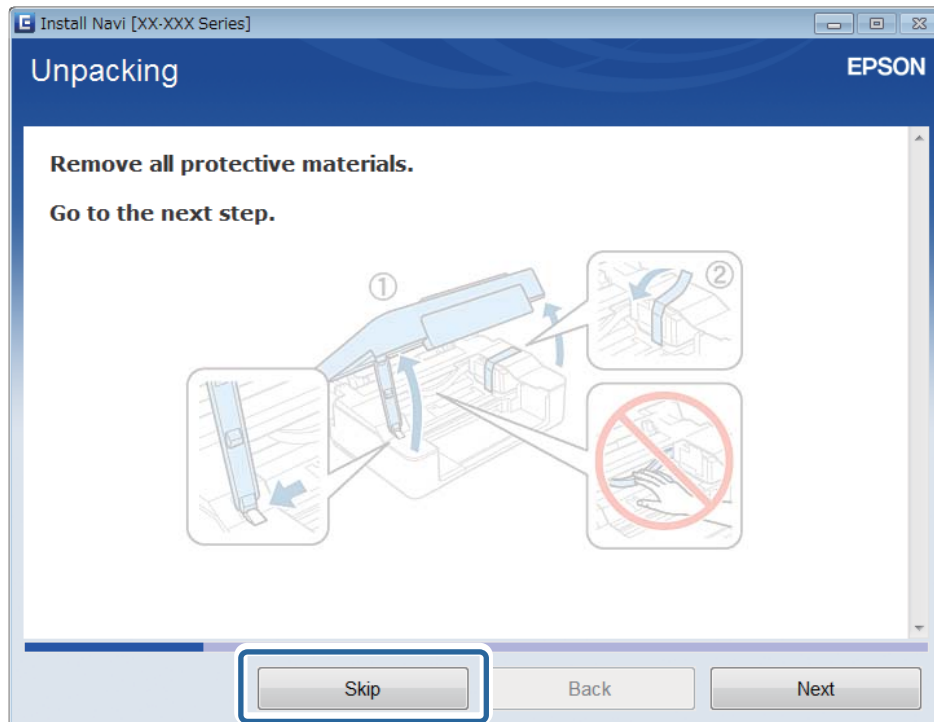 Install Navi [XX-XXX Series]
Unpacking
EPSON
Remove all protective materials.
Go to the next step.
①
②
Skip
Back
Next